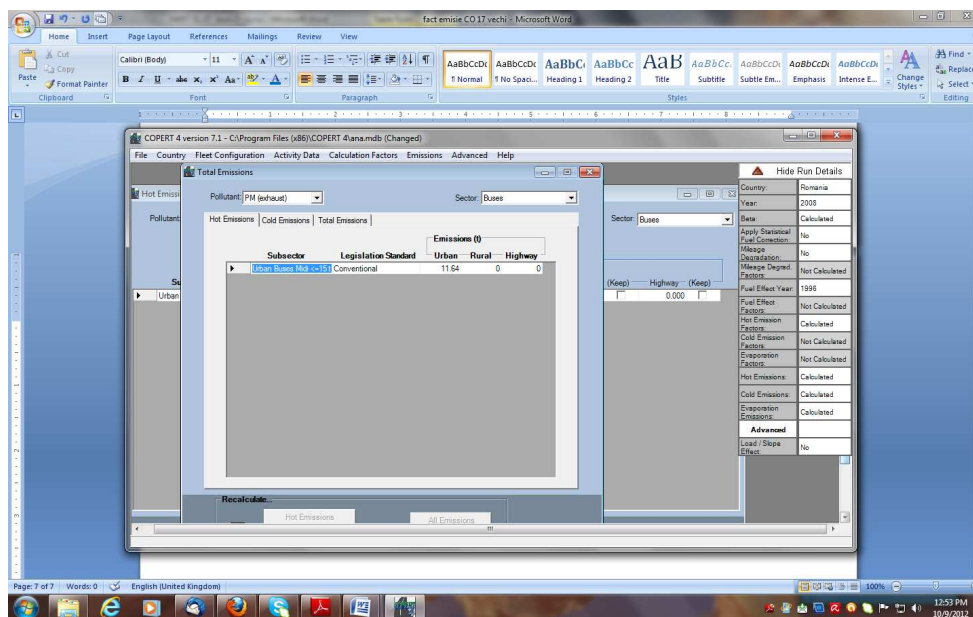 fact emisie CO 17 vechi - Microsoft Word
Home Insert Page Layout References Mailings Review View
Paste
Cut
Copy
Format Painter
Clipboard
Calibri (Body) 11
Font
Paragraph
AaBbCcDc AaBbCcDc AaBbC AaBbCc AaB AaBbCc. AaBbCcDc AaBbCcDc AaBbCcDc
¶ Normal ¶ No Spaci... Heading 1 Heading 2 Title Subtitle Subtle Em... Emphasis Intense E...
Change Styles
Styles
Find
Replac
Select
Editing
COPERT 4 version 7.1 - C:\Program Files (x86)\COPERT 4\ana.mdb (Changed)
File Country Fleet Configuration Activity Data Calculation Factors Emissions Advanced Help
Hot Emissi
Pollutant
Su
Urban
Total Emissions
Pollutant: PM (exhaust) Sector: Buses
Hot Emissions Cold Emissions Total Emissions
Emissions (t)
Subsector Legislation Standard Urban Rural Highway
Urban Buses Midi <=15 t Conventional 11.64 0 0
Recalculate...
Hot Emissions All Emissions
Sector: Buses
(Keep) Highway (Keep)
0.000
Hide Run Details
Country: Romania
Year: 2008
Beta: Calculated
Apply Statistical Fuel Correction: No
Mileage Degradation: No
Mileage Degrad. Factors: Not Calculated
Fuel Effect Year: 1996
Fuel Effect Factors: Not Calculated
Hot Emission Factors: Calculated
Cold Emission Factors: Not Calculated
Evaporation Factors: Not Calculated
Hot Emissions: Calculated
Cold Emissions: Calculated
Evaporation Emissions: Calculated
Advanced
Load / Slope Effect: No
Page: 7 of 7 Words: 0 English (United Kingdom) 100%
12:53 PM
10/9/2012